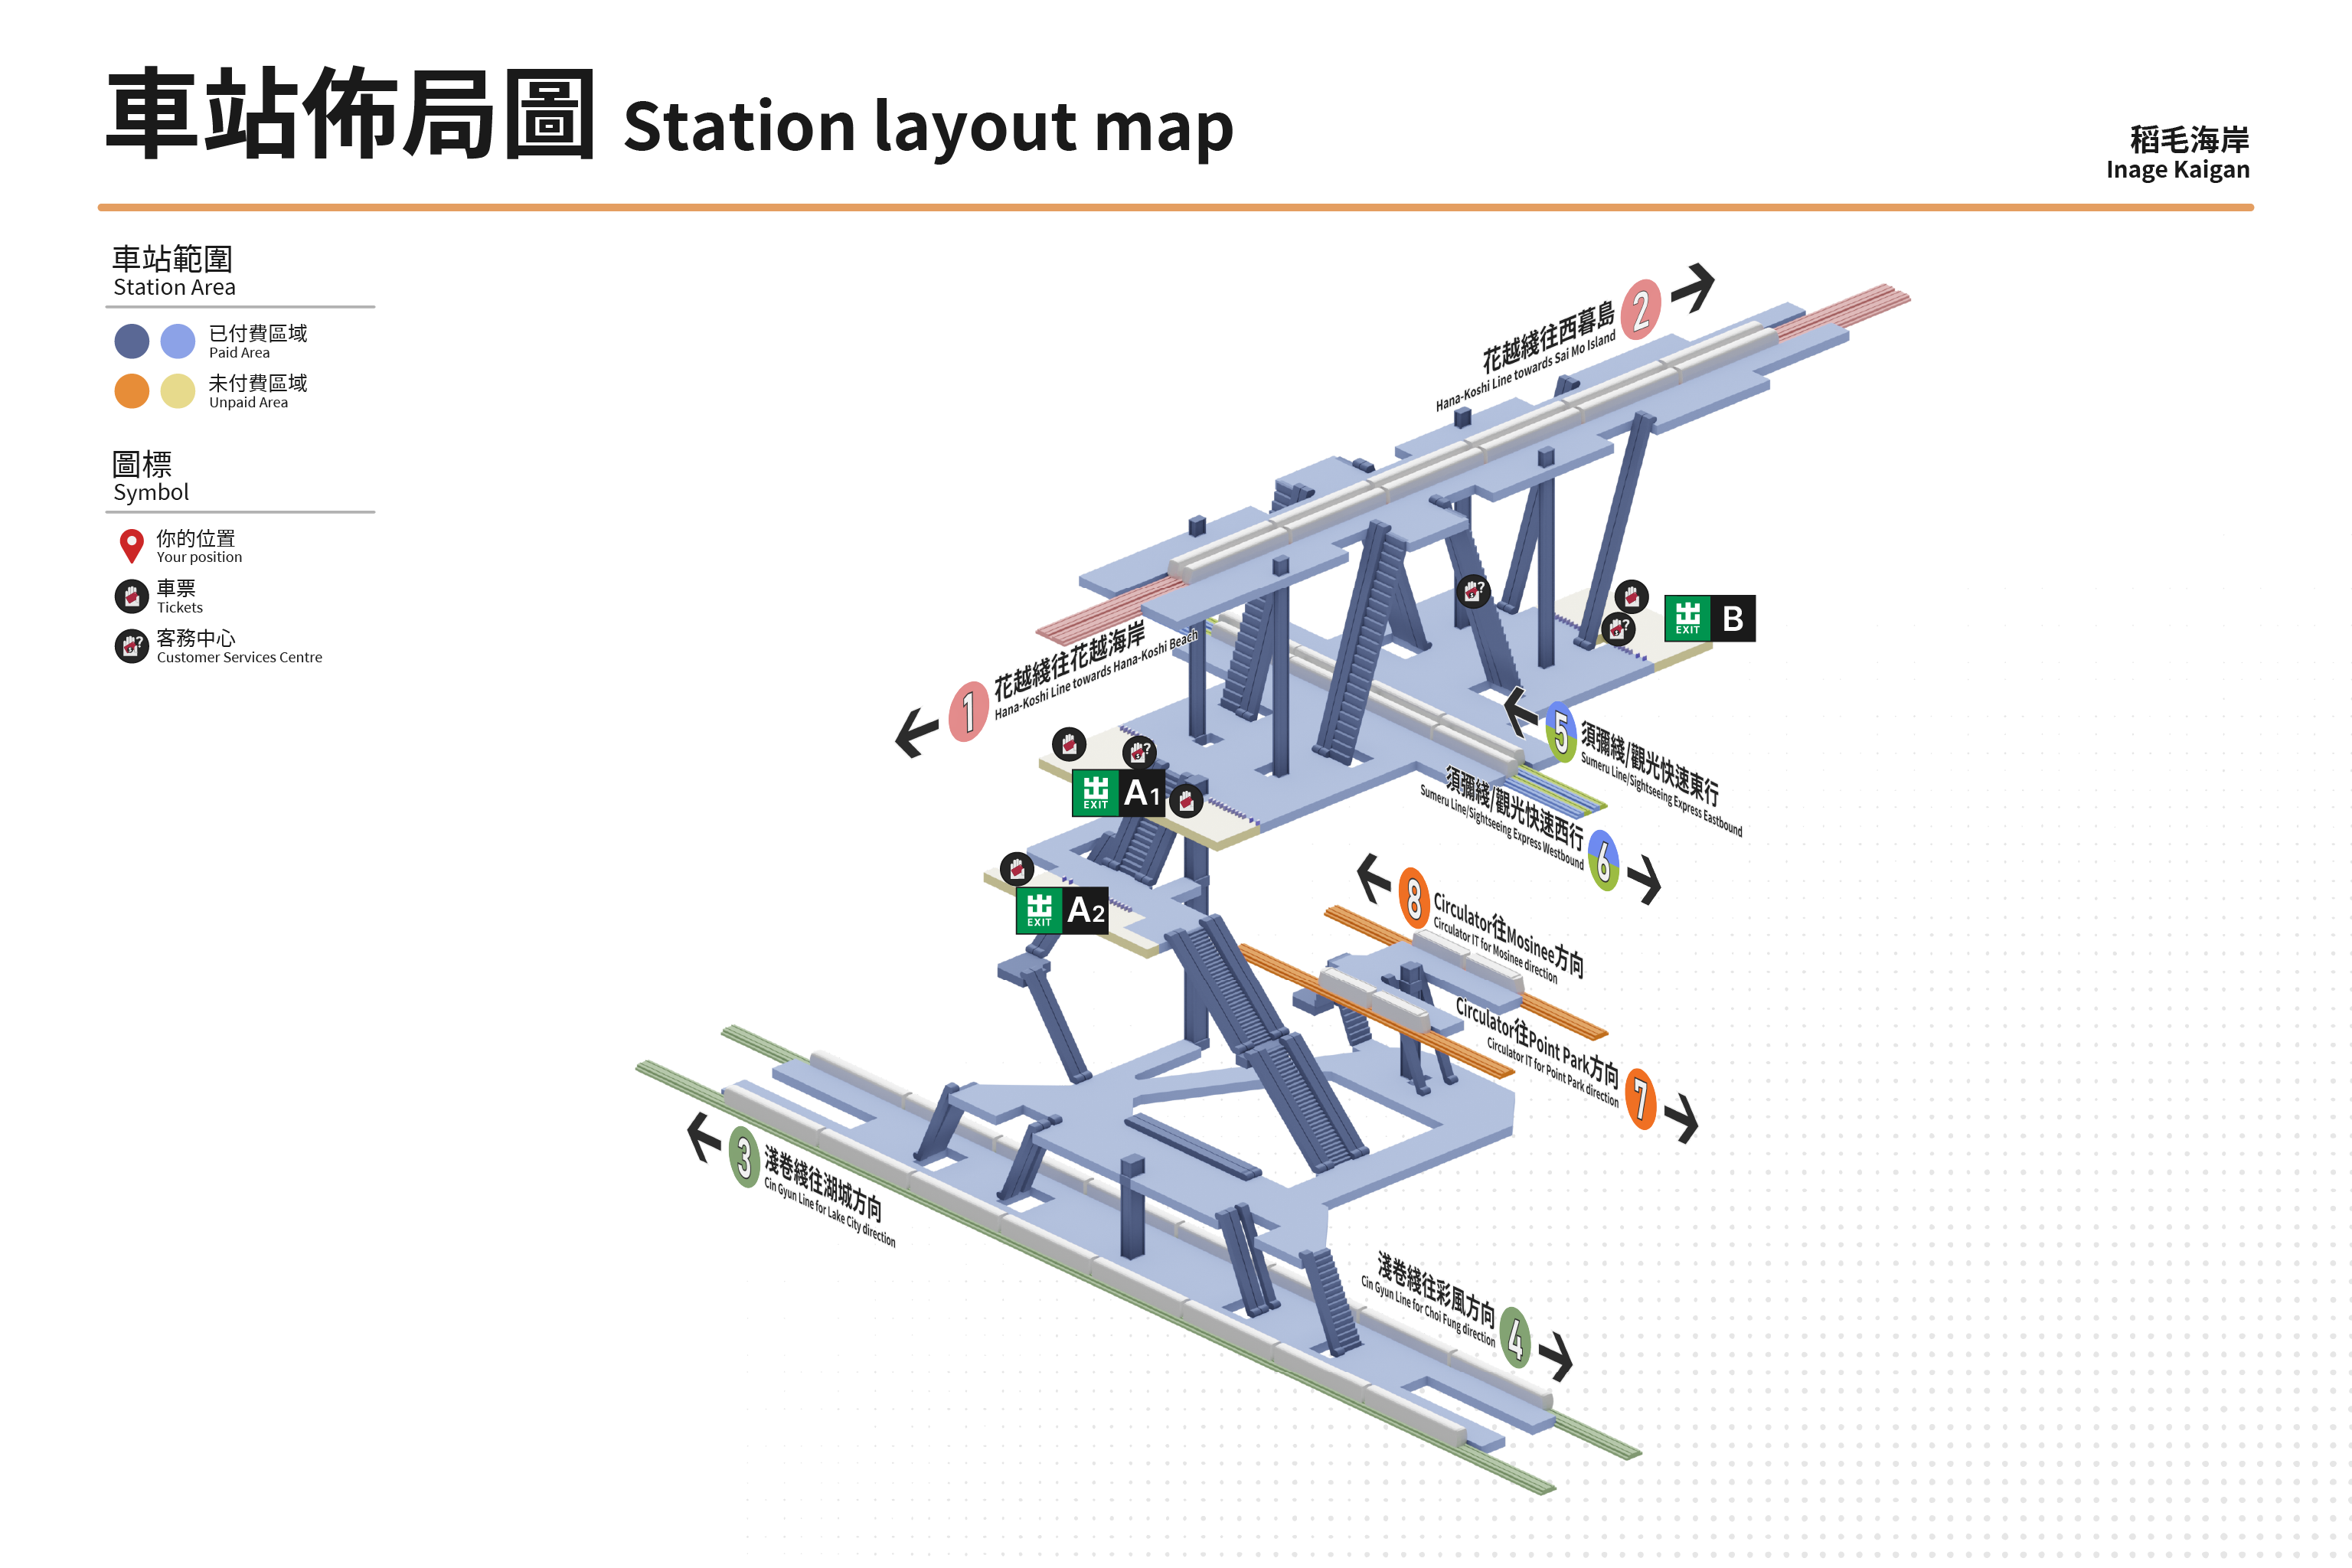 車站佈局圖 Station layout map
稻毛海岸
Inage Kaigan
車站範圍
Station Area
已付費區域
Paid Area
未付費區域
Unpaid Area
圖標
Symbol
你的位置
Your position
車票
Tickets
客務中心
Customer Services Centre
花越綫往西暮島
Hana-Koshi Line towards Sai Mo Island
2
1
花越綫往花越海岸
Hana-Koshi Line towards Hana-Koshi Beach
出 EXIT B
5
須彌綫/觀光快速東行
Sumeru Line/Sightseeing Express Eastbound
出 EXIT A1
須彌綫/觀光快速西行
Sumeru Line/Sightseeing Express Westbound
6
出 EXIT A2
8
Circulator往Mosinee方向
Circulator IT for Mosinee direction
Circulator往Point Park方向
Circulator IT for Point Park direction
7
3
淺卷綫往湖城方向
Cin Gyun Line for Lake City direction
淺卷綫往彩風方向
Cin Gyun Line for Choi Fung direction
4